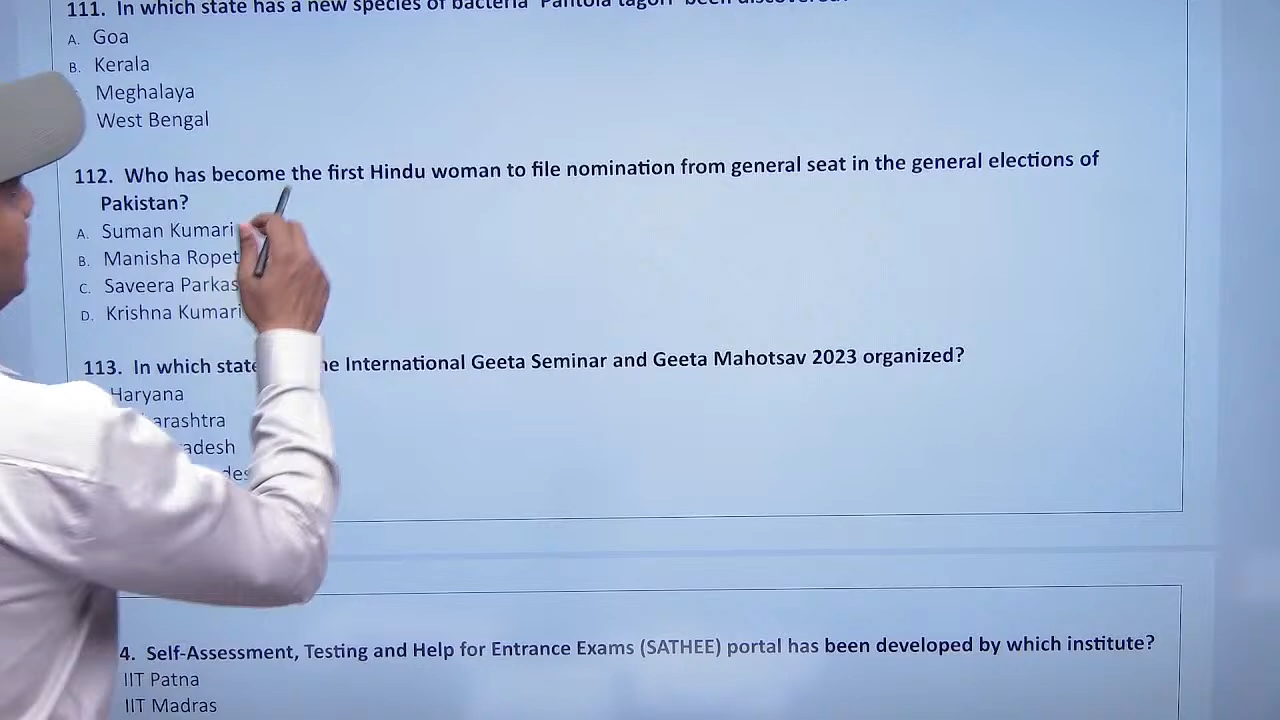 111. In which state has a new species of bacteria 'Pantoia tagori' been discovered?
A. Goa
B. Kerala
Meghalaya
West Bengal
112. Who has become the first Hindu woman to file nomination from general seat in the general elections of
Pakistan?
A. Suman Kumari
B. Manisha Ropet
C. Saveera Parkas
D. Krishna Kumari
113. In which state International Geeta Seminar and Geeta Mahotsav 2023 organized?
Haryana
arashtra
adesh
4. Self-Assessment, Testing and Help for Entrance Exams (SATHEE) portal has been developed by which institute?
IIT Patna
IIT Madras